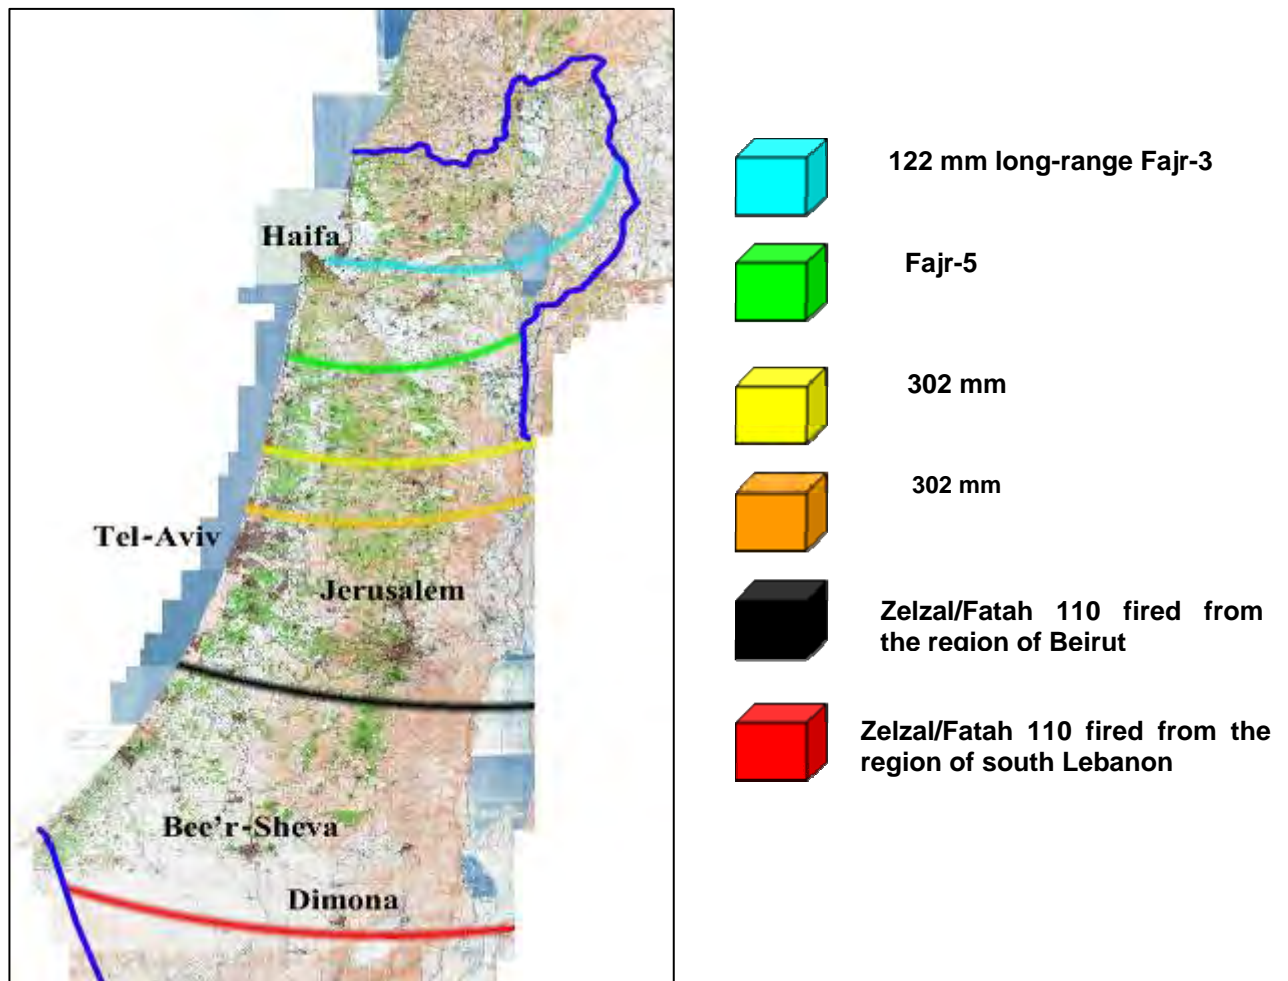 Haifa
Tel-Aviv
Jerusalem
Bee'r-Sheva
Dimona
122 mm long-range Fajr-3
Fajr-5
302 mm
302 mm
Zelzal/Fatah 110 fired from
the region of Beirut
Zelzal/Fatah 110 fired from the
region of south Lebanon